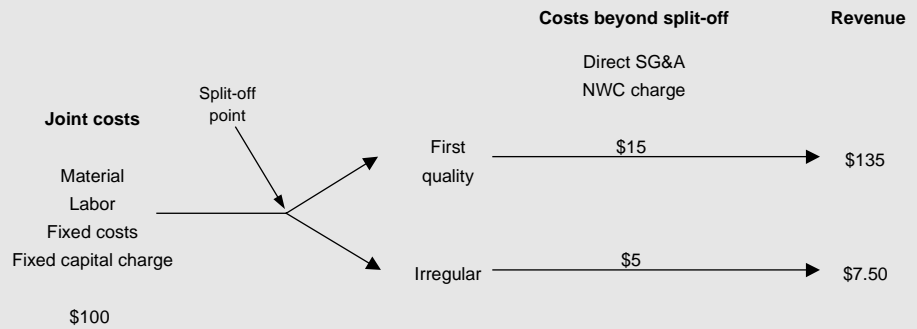 Costs beyond split-off
Revenue
Direct SG&A
NWC charge
Split-off
point
Joint costs
Material
Labor
Fixed costs
Fixed capital charge
$100
First
quality
$15
$135
Irregular
$5
$7.50